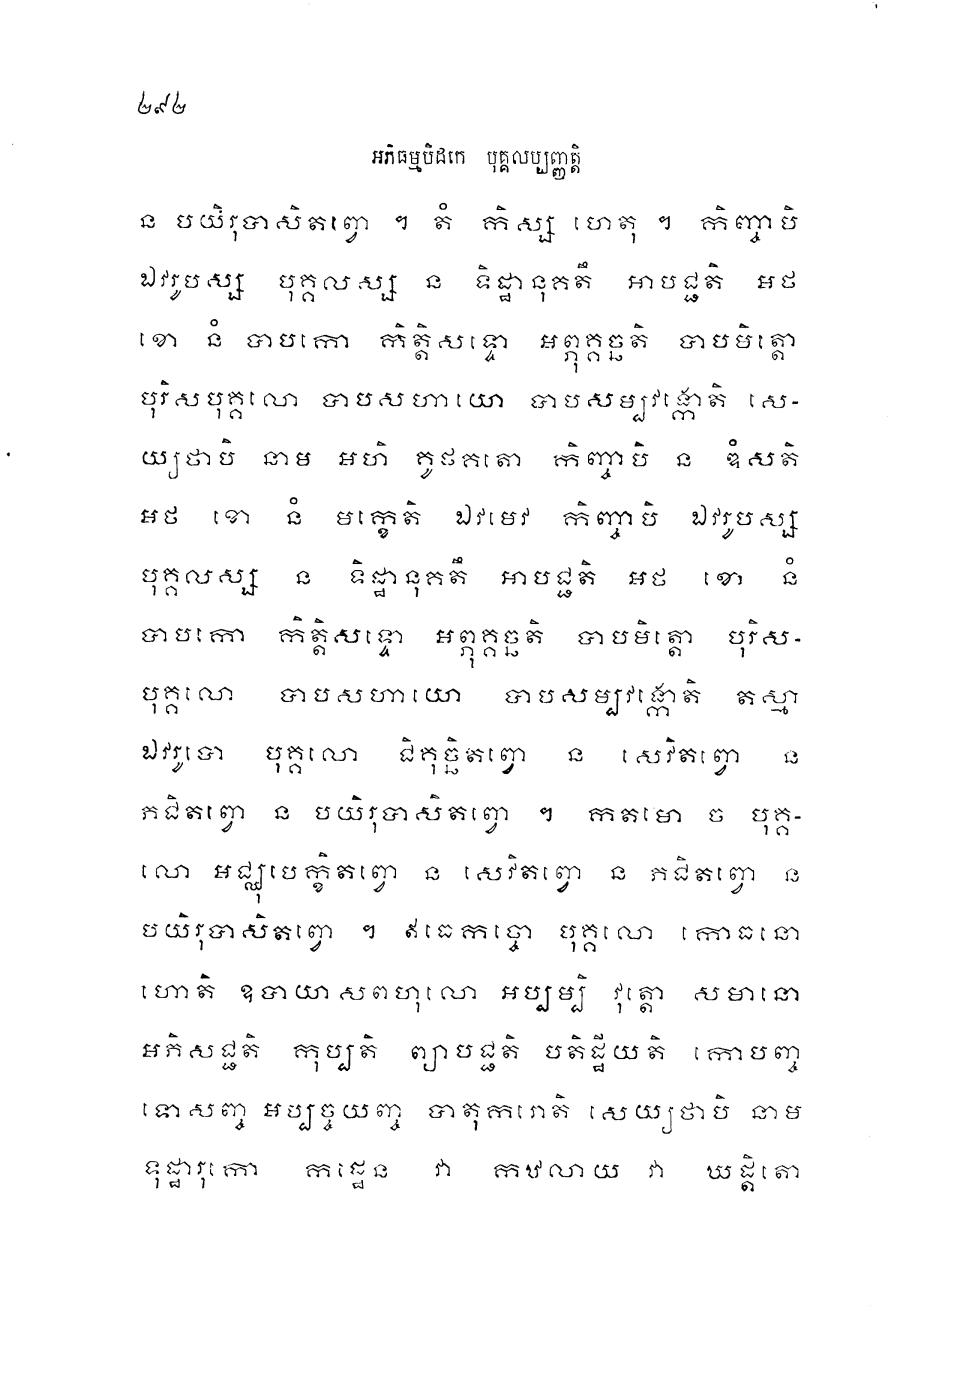 ២៩២
អភិធម្មបិដកេ បុគ្គលប្បញ្ញត្តិ
ន បយិរុបាសិតព្វោ ។ តំ កិស្ស ហេតុ ។ កិញ្ចាបិ
ឯវរូបស្ស បុគ្គលស្ស ន ទិដ្ឋានុគតឹ អាបជ្ជតិ អថ
ខោ នំ បាបកោ កិត្តិសទ្ទោ អព្ភុគ្គច្ឆតិ បាបមិត្តោ
បុរិសបុគ្គលោ បាបសហាយោ បាបសម្បវង្កោតិ សេ-
យ្យថាបិ នាម អហិ គូថគតោ កិញ្ចាបិ ន ឌំសតិ
អថ ខោ នំ មក្ខេតិ ឯវមេវ កិញ្ចាបិ ឯវរូបស្ស
បុគ្គលស្ស ន ទិដ្ឋានុគតឹ អាបជ្ជតិ អថ ខោ នំ
បាបកោ កិត្តិសទ្ទោ អព្ភុគ្គច្ឆតិ បាបមិត្តោ បុរិស-
បុគ្គលោ បាបសហាយោ បាបសម្បវង្កោតិ តស្មា
ឯវរូបោ បុគ្គលោ ជិគុច្ឆិតព្វោ ន សេវិតព្វោ ន
ភជិតព្វោ ន បយិរុបាសិតព្វោ ។ កតមោ ច បុគ្គ-
លោ អជ្ឈុបេក្ខិតព្វោ ន សេវិតព្វោ ន ភជិតព្វោ ន
បយិរុបាសិតព្វោ ។ ឥធេកច្ចោ បុគ្គលោ កោធនោ
ហោតិ ឧបាយាសពហុលោ អប្បម្បិ វុត្តោ សមានោ
អភិសជ្ជតិ កុប្បតិ ព្យាបជ្ជតិ បតិដ្ឋីយតិ កោបញ្ច
ទោសញ្ច អប្បច្ចយញ្ច បាតុករោតិ សេយ្យថាបិ នាម
ទុដ្ឋារុកោ កដ្ឋេន វា កឋលាយ វា ឃដ្ដិតោ